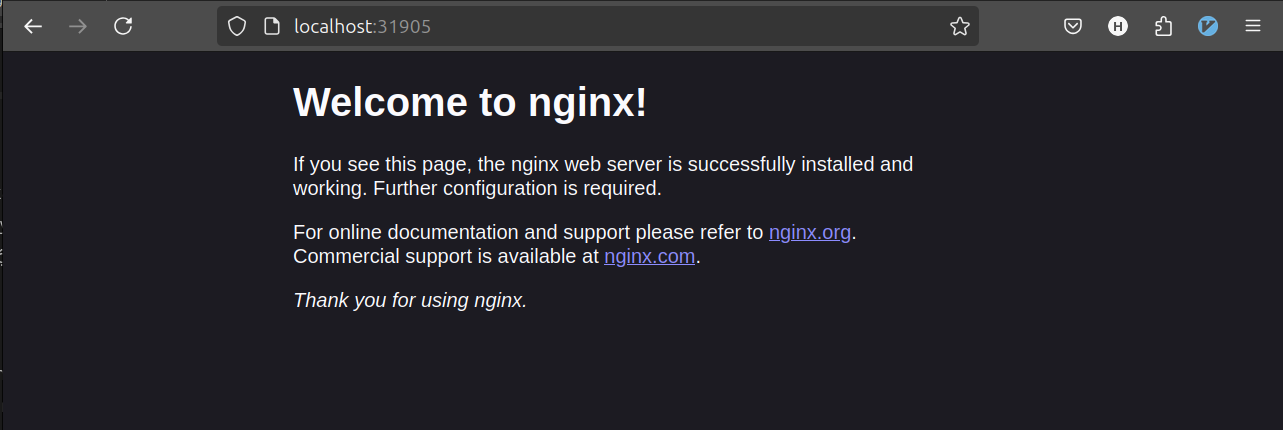 localhost:31905
H
Welcome to nginx!
If you see this page, the nginx web server is successfully installed and
working. Further configuration is required.
For online documentation and support please refer to nginx.org.
Commercial support is available at nginx.com.
Thank you for using nginx.